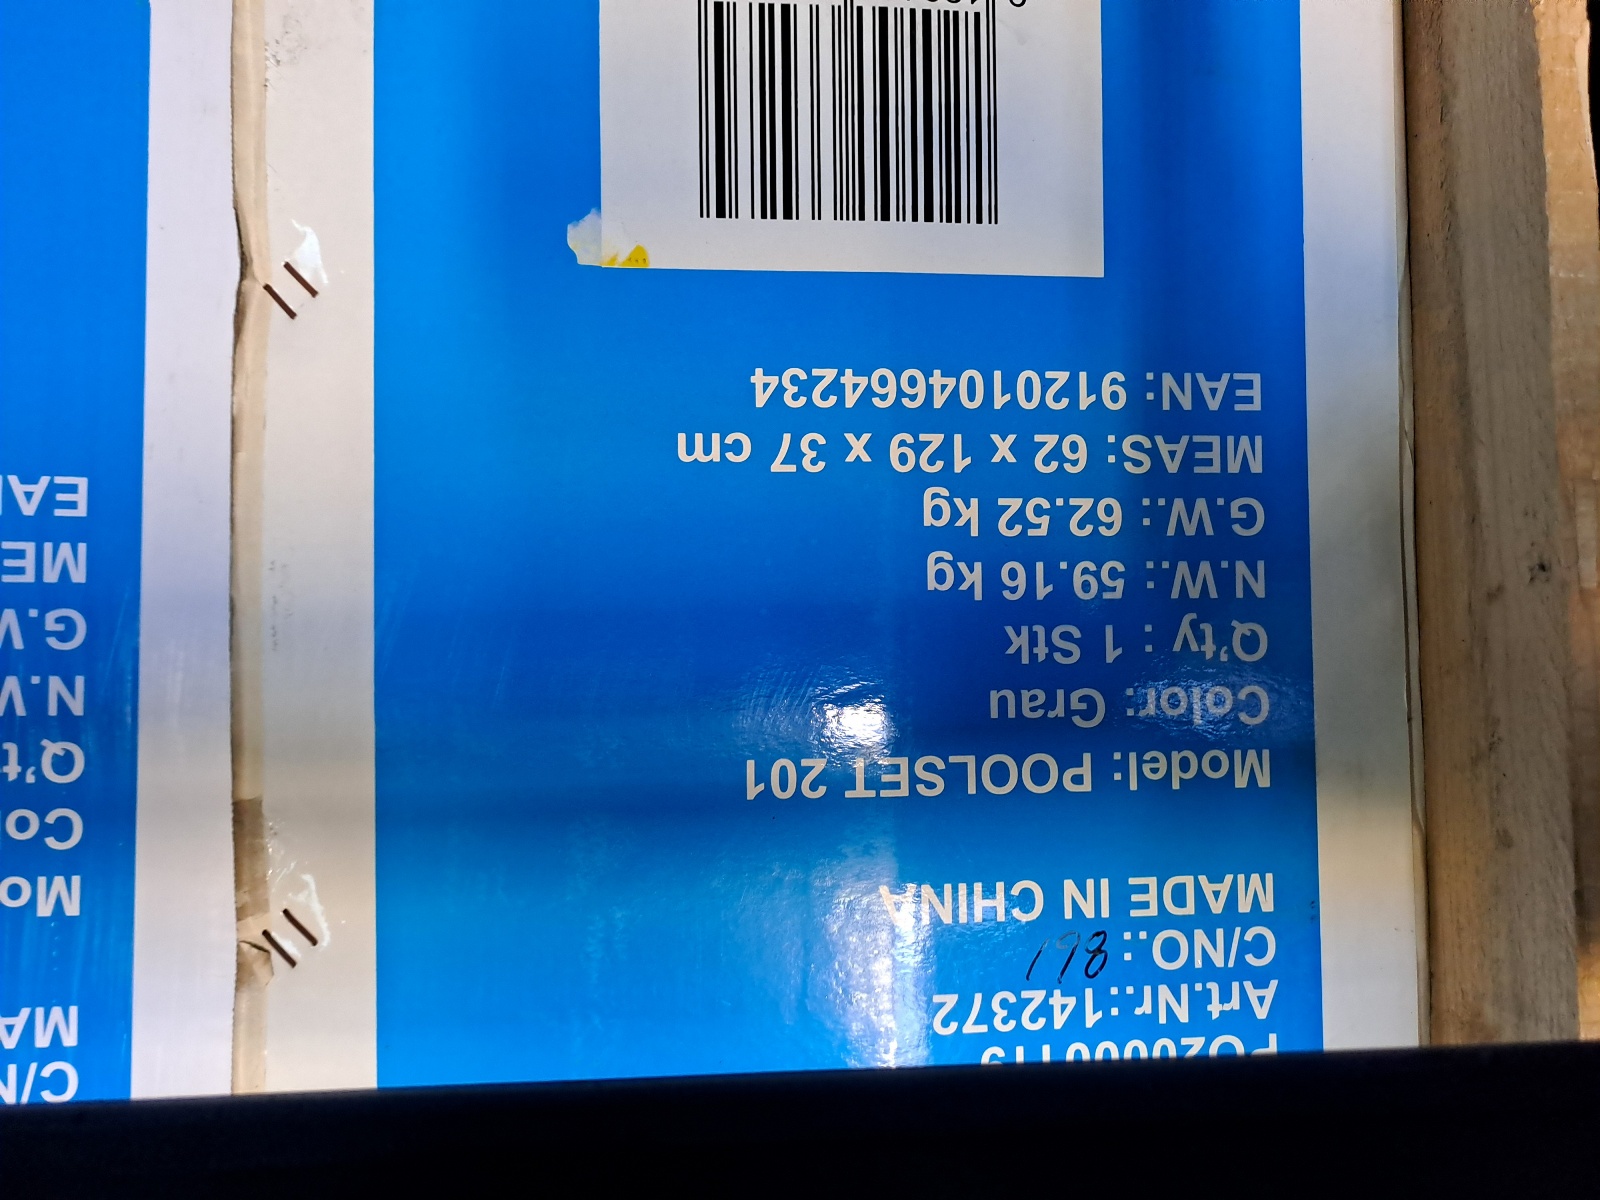 Art.Nr.:142372
C/NO.: 198
MADE IN CHINA
Model: POOLSET 201
Color: Grau
Q'ty : 1 Stk
N.W.: 59.16 kg
G.W.: 62.52 kg
MEAS: 62 x 129 x 37 cm
EAN: 9120104664234